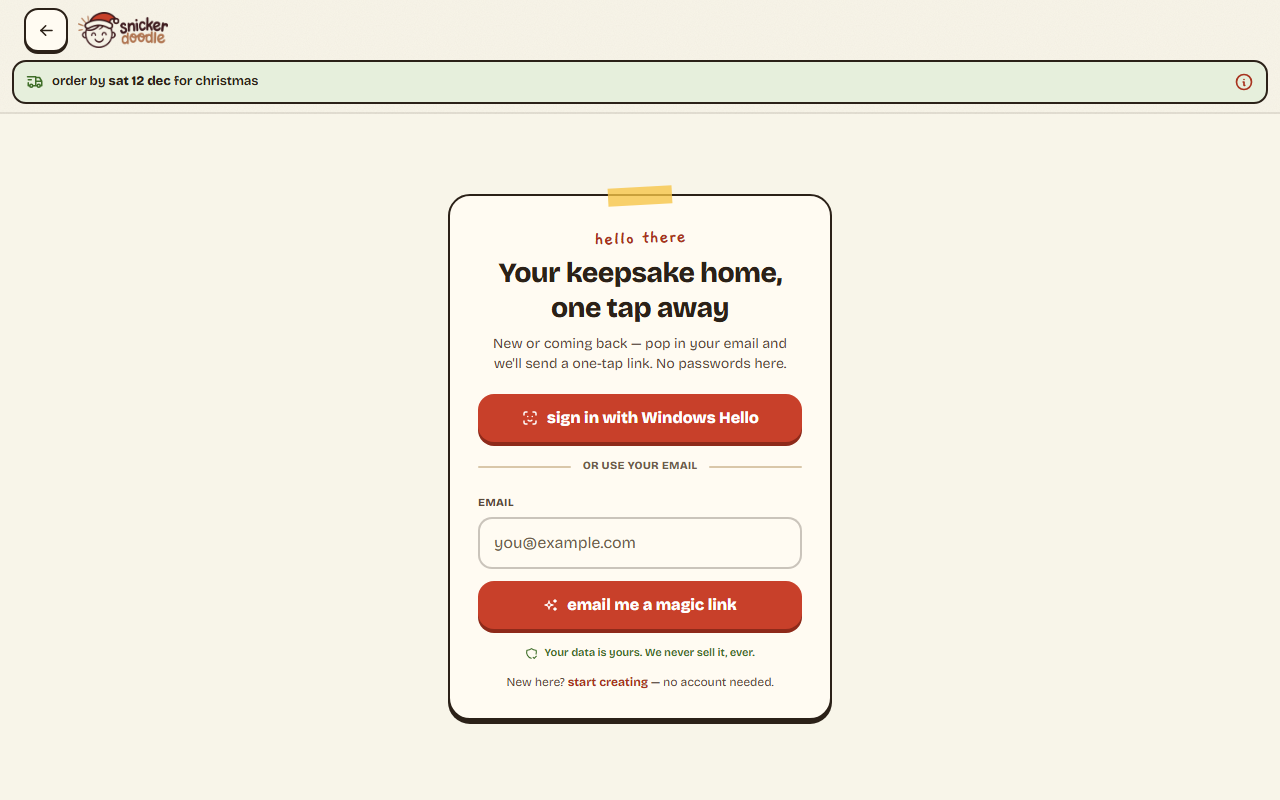 snicker
doodle
order by sat 12 dec for christmas
hello there
Your keepsake home,
one tap away
New or coming back — pop in your email and
we'll send a one-tap link. No passwords here.
sign in with Windows Hello
OR USE YOUR EMAIL
EMAIL
you@example.com
email me a magic link
Your data is yours. We never sell it, ever.
New here? start creating — no account needed.